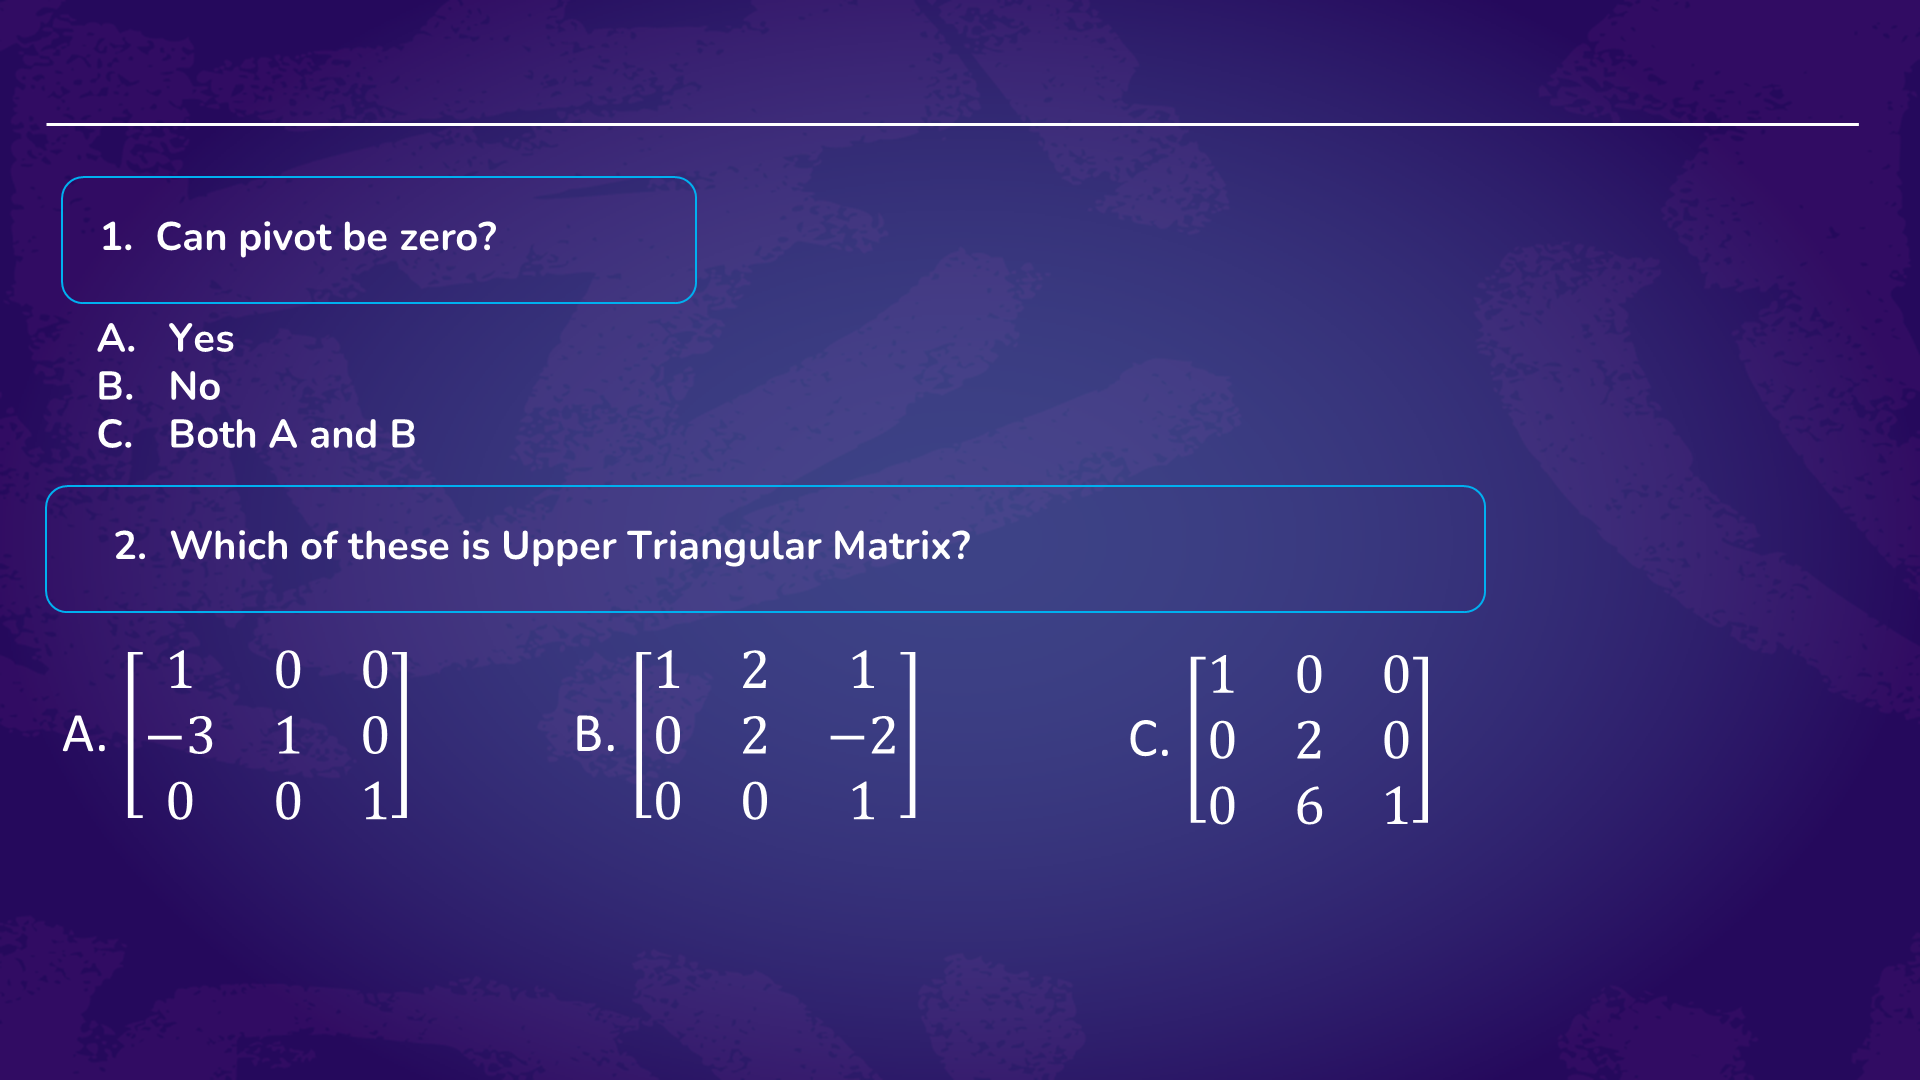 1. Can pivot be zero?
A. Yes
B. No
C. Both A and B
2. Which of these is Upper Triangular Matrix?
A. [1 0 0
−3 1 0
0 0 1]
B. [1 2 1
0 2 −2
0 0 1]
C. [1 0 0
0 2 0
0 6 1]